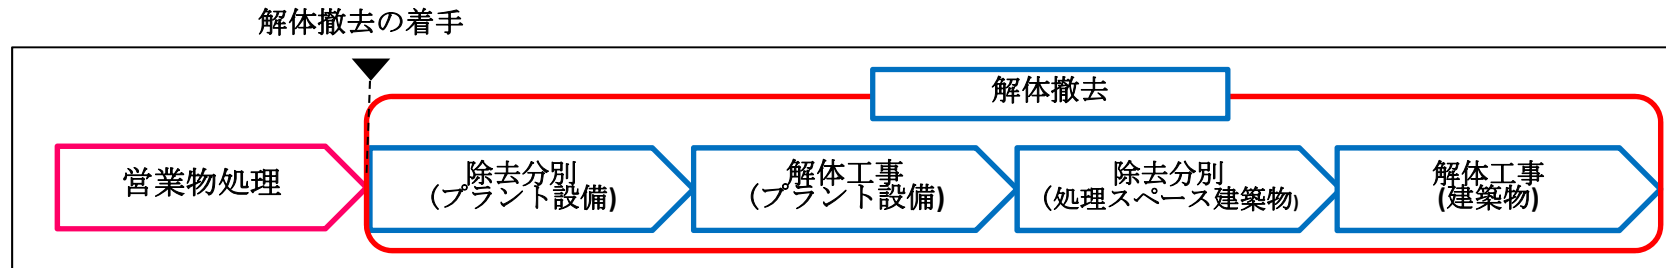 解体撤去の着手
解体撤去
営業物処理
除去分別
（プラント設備)
解体工事
（プラント設備)
除去分別
（処理スペース建築物)
解体工事
(建築物)